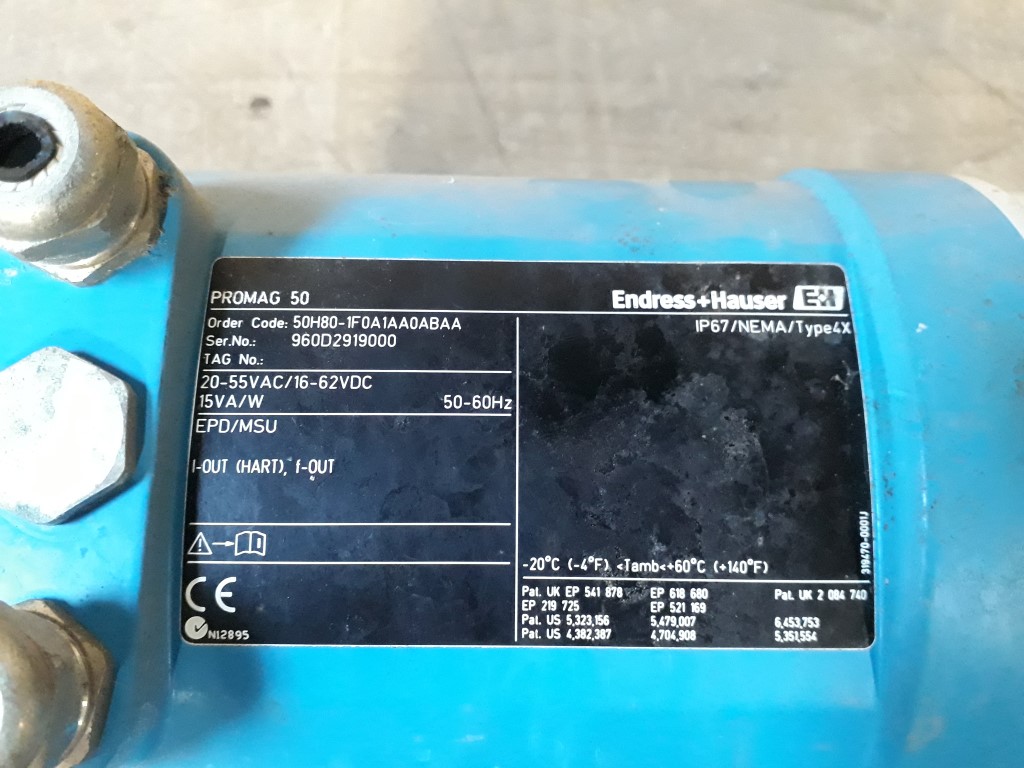 PROMAG 50
Endress+Hauser E+H
Order Code: 50H80-1F0A1AA0ABAA
Ser.No.: 960D2919000
TAG No.:
IP67/NEMA/Type4X
20-55VAC/16-62VDC
15VA/W 50-60Hz
EPD/MSU
I-OUT (HART), f-OUT
-20°C (-4°F) <Tamb<+60°C (+140°F)
319470-0001J
CE
N12895
Pat. UK EP 541 878 EP 618 680 Pat. UK 2 084 740
EP 219 725 EP 521 169
Pat. US 5,323,156 5,479,007 6,453,753
Pat. US 4,382,387 4,704,908 5,351,554